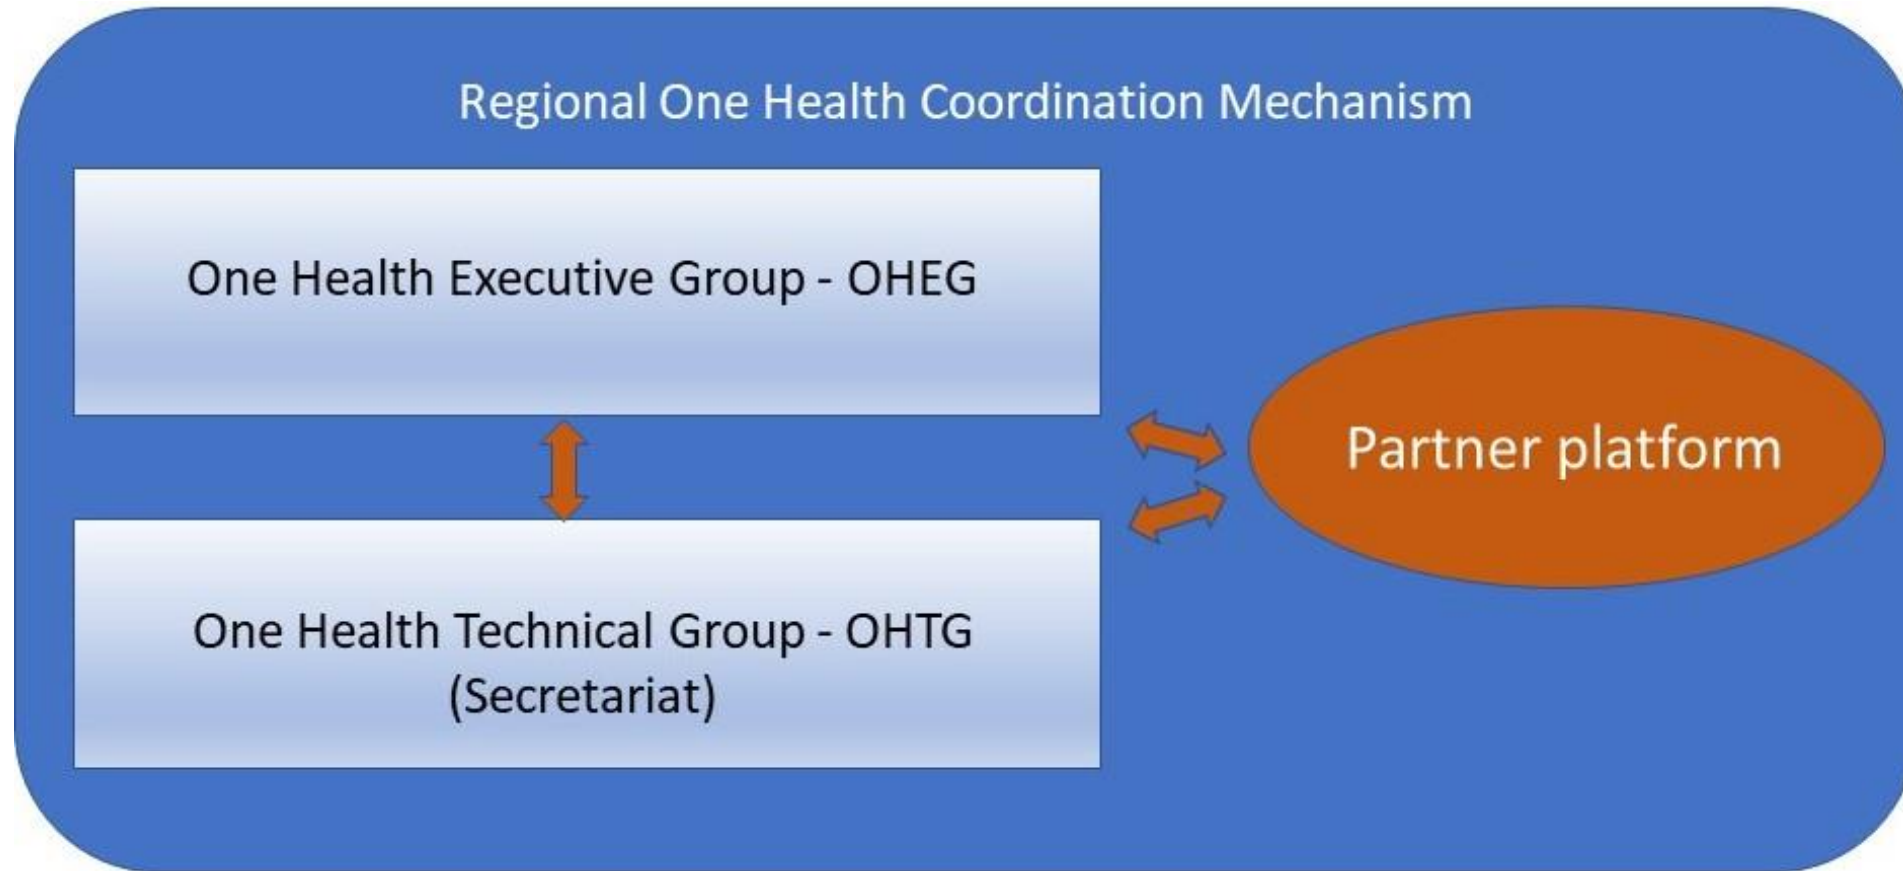 Regional One Health Coordination Mechanism
One Health Executive Group - OHEG
One Health Technical Group - OHTG
(Secretariat)
Partner platform